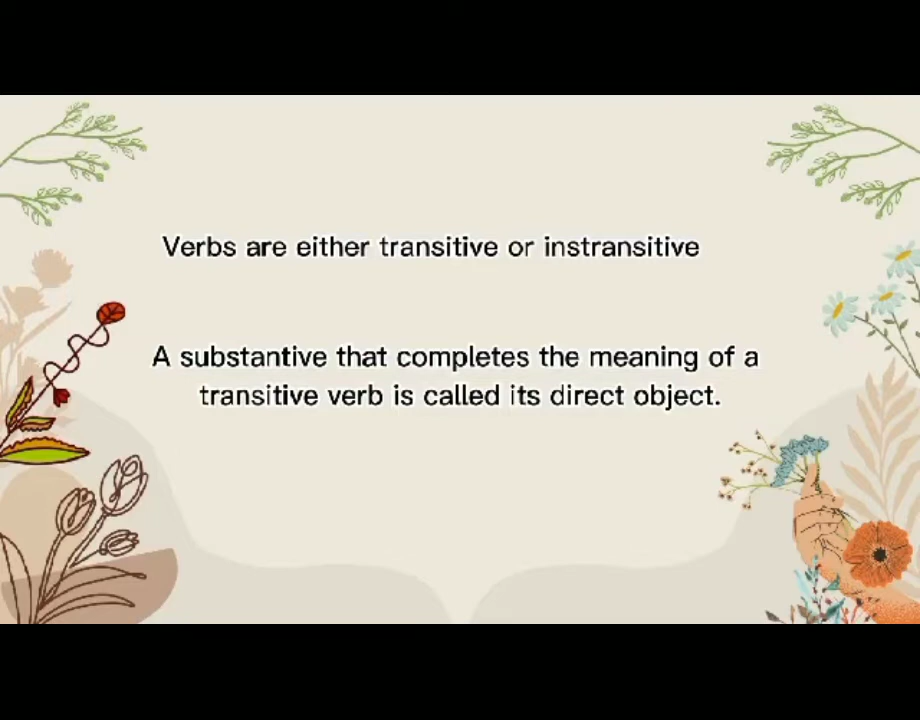 Verbs are either transitive or instransitive
A substantive that completes the meaning of a
transitive verb is called its direct object.